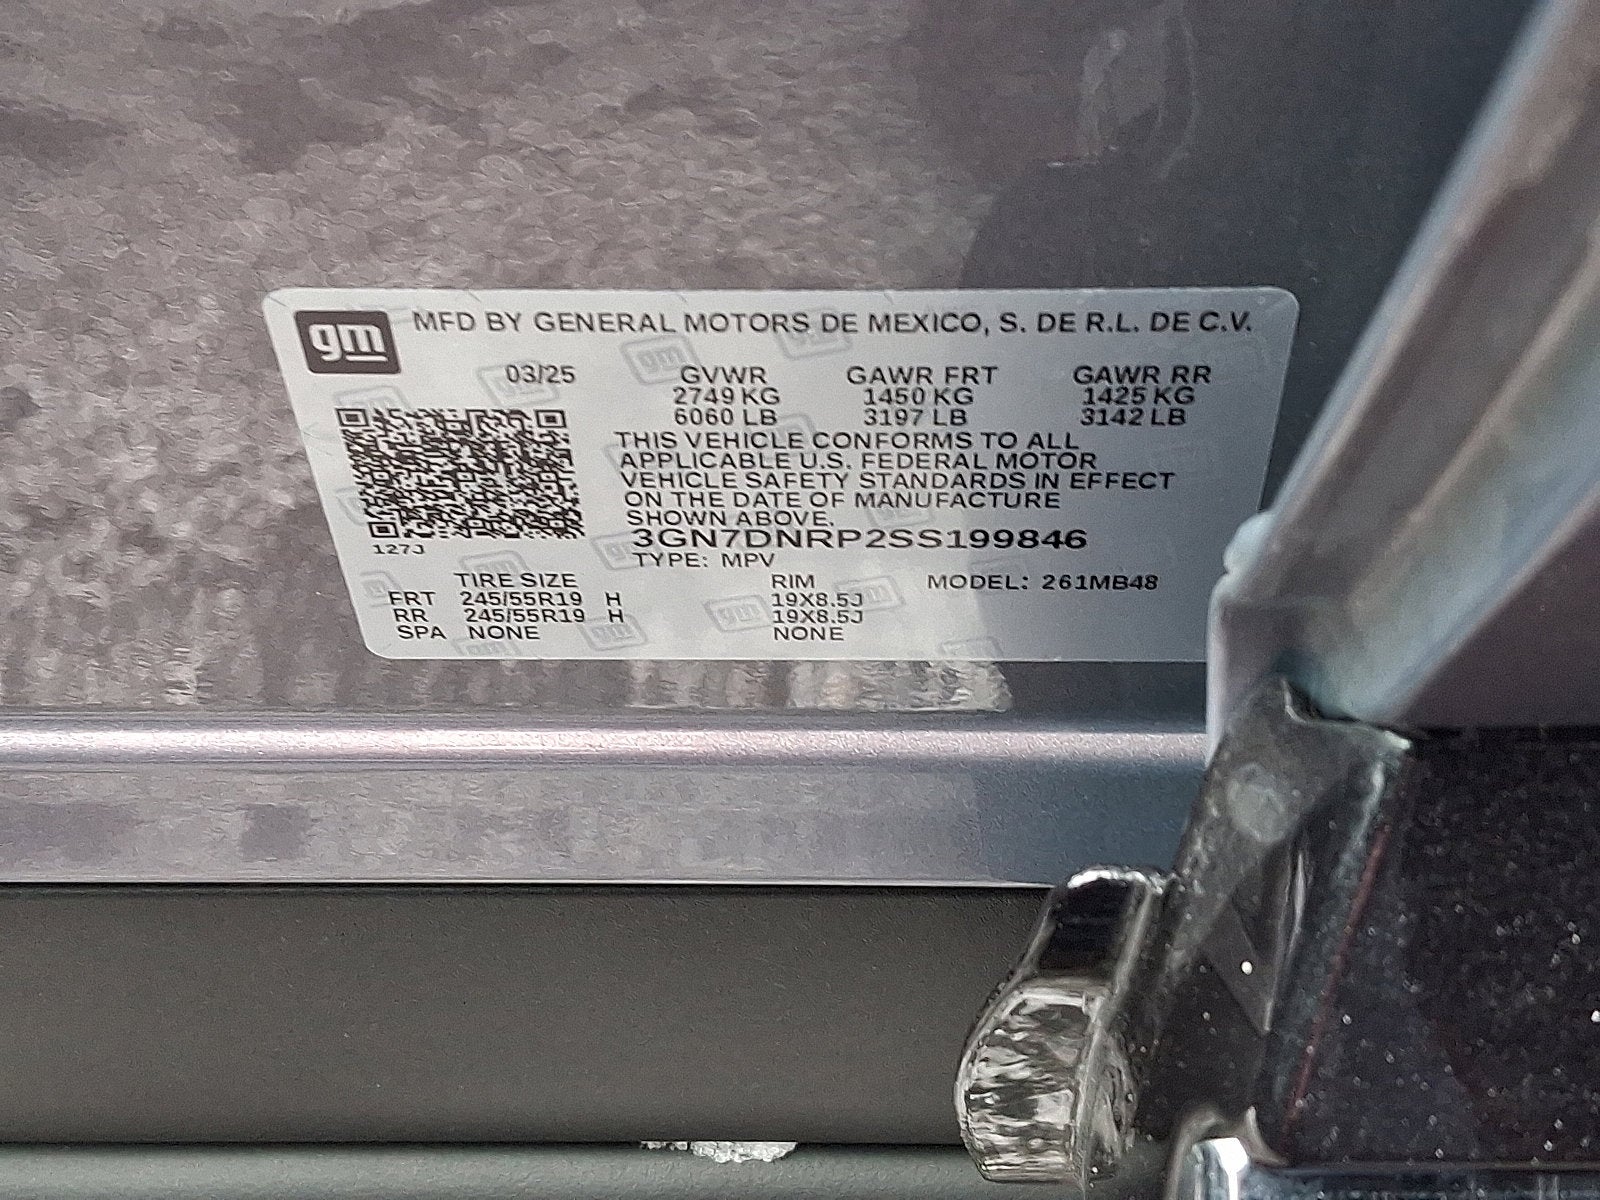 gm MFD BY GENERAL MOTORS DE MEXICO, S. DE R.L. DE C.V.
03/25 GVWR GAWR FRT GAWR RR
2749 KG 1450 KG 1425 KG
6060 LB 3197 LB 3142 LB
THIS VEHICLE CONFORMS TO ALL
APPLICABLE U.S. FEDERAL MOTOR
VEHICLE SAFETY STANDARDS IN EFFECT
ON THE DATE OF MANUFACTURE
SHOWN ABOVE.
3GN7DNRP2SS199846
127J
TYPE: MPV
TIRE SIZE RIM MODEL: 261MB48
FRT 245/55R19 H 19X8.5J
RR 245/55R19 H 19X8.5J
SPA NONE NONE